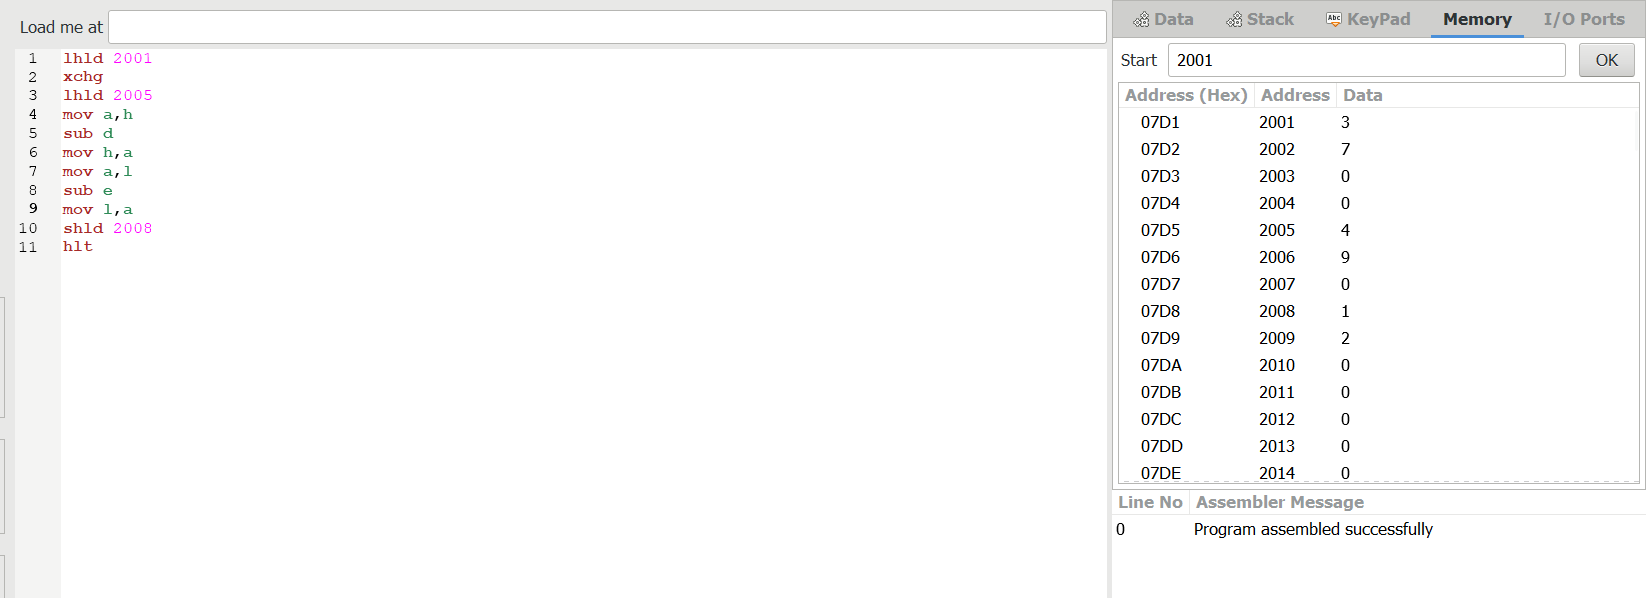 Load me at
1 lhld 2001
2 xchg
3 lhld 2005
4 mov a,h
5 sub d
6 mov h,a
7 mov a,l
8 sub e
9 mov l,a
10 shld 2008
11 hlt
Data Stack Abc KeyPad Memory I/O Ports
Start 2001 OK
Address (Hex) Address Data
07D1 2001 3
07D2 2002 7
07D3 2003 0
07D4 2004 0
07D5 2005 4
07D6 2006 9
07D7 2007 0
07D8 2008 1
07D9 2009 2
07DA 2010 0
07DB 2011 0
07DC 2012 0
07DD 2013 0
07DE 2014 0
Line No Assembler Message
0 Program assembled successfully